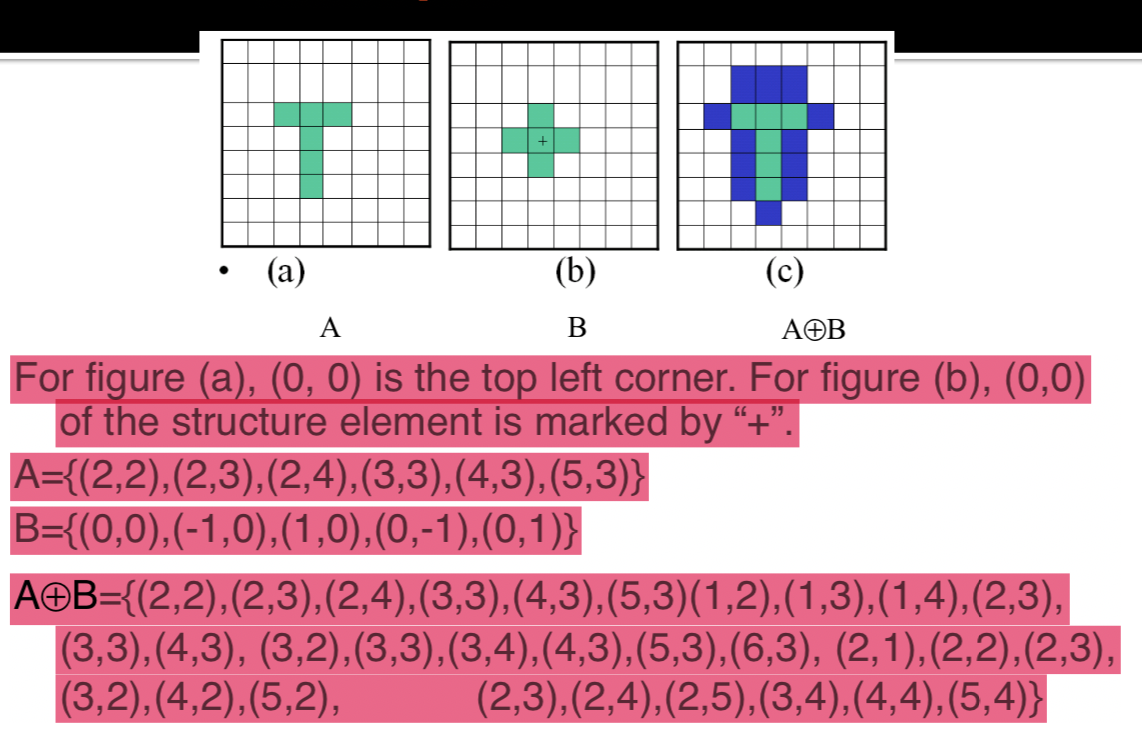 +
• (a) (b) (c)
A B A⊕B
For figure (a), (0, 0) is the top left corner. For figure (b), (0,0)
of the structure element is marked by “+”.
A={(2,2),(2,3),(2,4),(3,3),(4,3),(5,3)}
B={(0,0),(-1,0),(1,0),(0,-1),(0,1)}
A⊕B={(2,2),(2,3),(2,4),(3,3),(4,3),(5,3)(1,2),(1,3),(1,4),(2,3),
(3,3),(4,3), (3,2),(3,3),(3,4),(4,3),(5,3),(6,3), (2,1),(2,2),(2,3),
(3,2),(4,2),(5,2), (2,3),(2,4),(2,5),(3,4),(4,4),(5,4)}